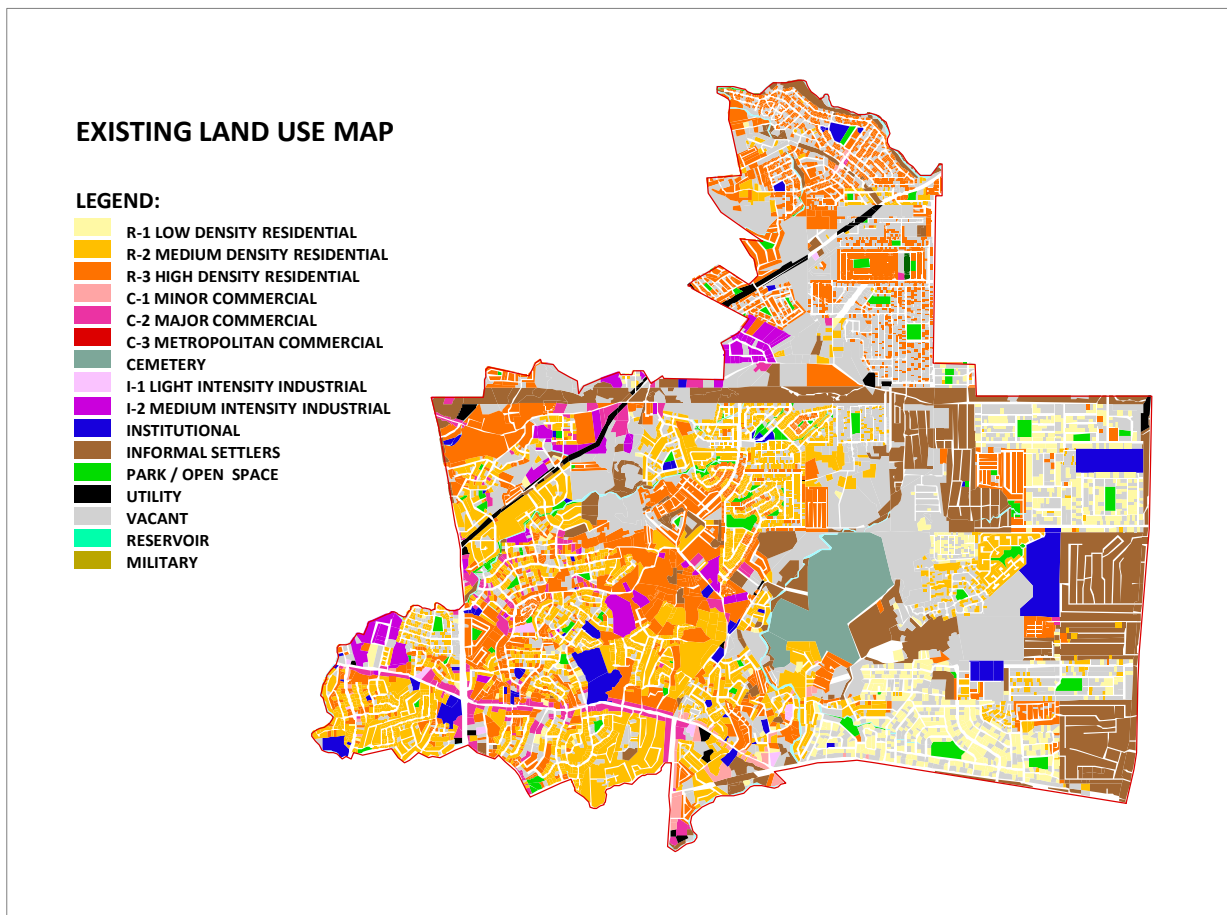 EXISTING LAND USE MAP
LEGEND:
R-1 LOW DENSITY RESIDENTIAL
R-2 MEDIUM DENSITY RESIDENTIAL
R-3 HIGH DENSITY RESIDENTIAL
C-1 MINOR COMMERCIAL
C-2 MAJOR COMMERCIAL
C-3 METROPOLITAN COMMERCIAL
CEMETERY
I-1 LIGHT INTENSITY INDUSTRIAL
I-2 MEDIUM INTENSITY INDUSTRIAL
INSTITUTIONAL
INFORMAL SETTLERS
PARK / OPEN SPACE
UTILITY
VACANT
RESERVOIR
MILITARY